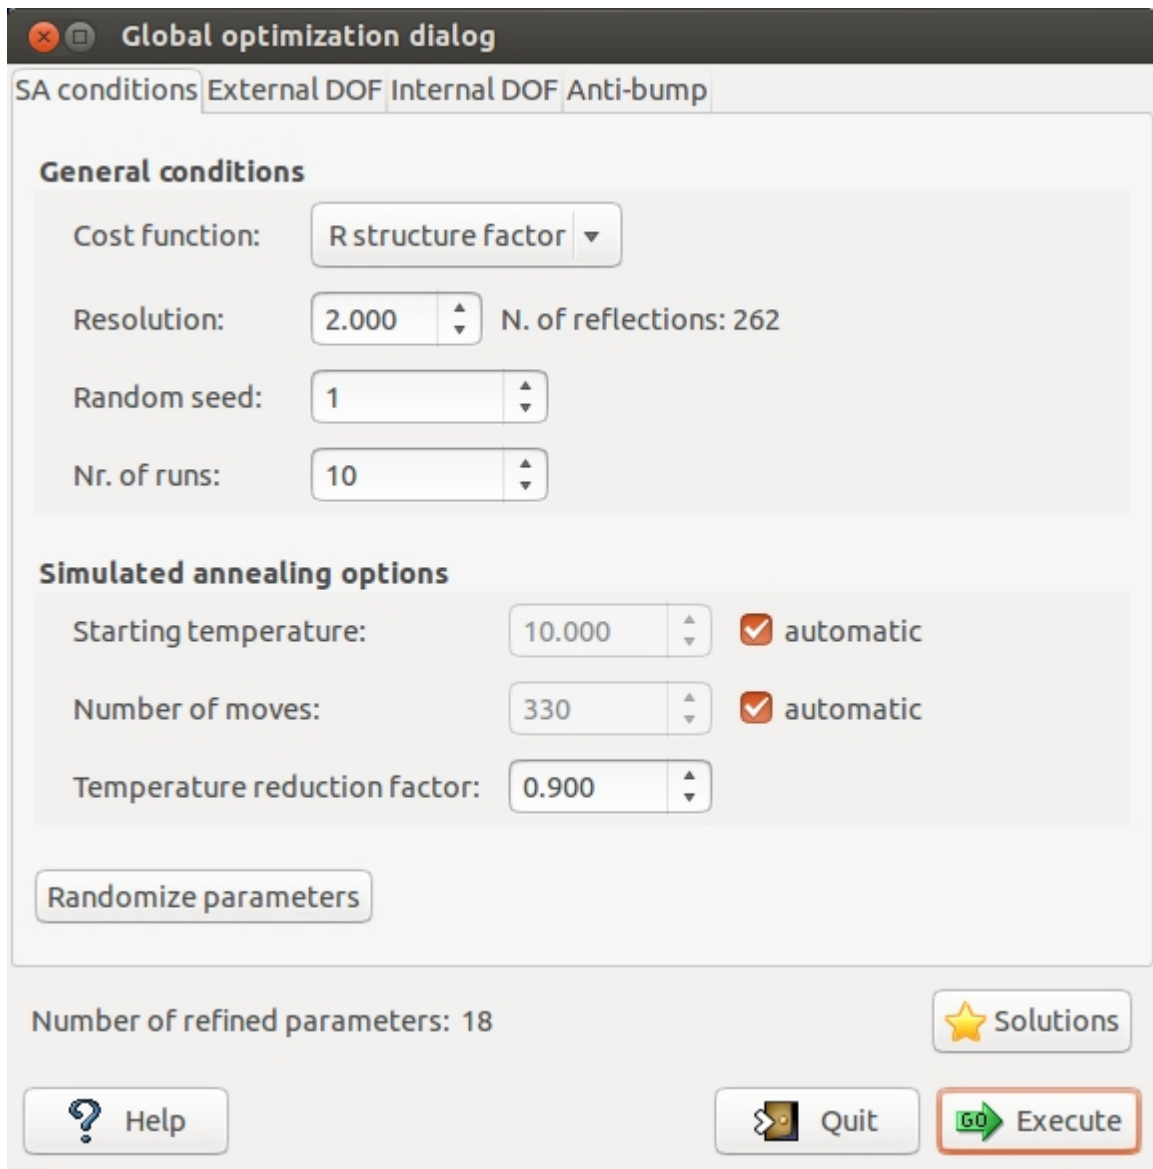 Global optimization dialog
SA conditions External DOF Internal DOF Anti-bump
General conditions
Cost function: R structure factor
Resolution: 2.000 N. of reflections: 262
Random seed: 1
Nr. of runs: 10
Simulated annealing options
Starting temperature: 10.000 automatic
Number of moves: 330 automatic
Temperature reduction factor: 0.900
Randomize parameters
Number of refined parameters: 18 Solutions
Help Quit GO Execute